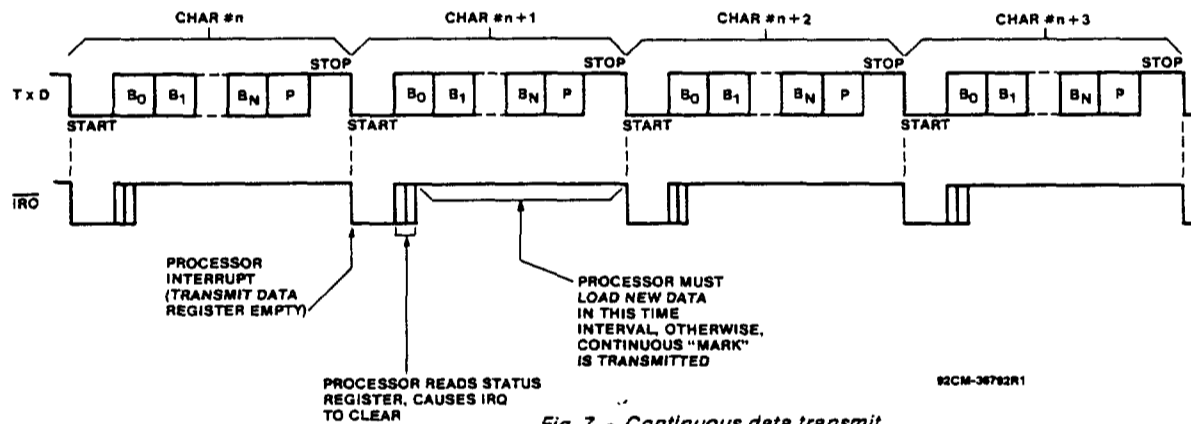 CHAR #n
CHAR #n+1
CHAR #n+2
CHAR #n+3
T x D
START
B0
B1
BN
P
STOP
START
B0
B1
BN
P
STOP
START
B0
B1
BN
P
STOP
START
B0
B1
BN
P
STOP
IRQ
PROCESSOR
INTERRUPT
(TRANSMIT DATA
REGISTER EMPTY)
PROCESSOR READS STATUS
REGISTER, CAUSES IRQ
TO CLEAR
PROCESSOR MUST
LOAD NEW DATA
IN THIS TIME
INTERVAL, OTHERWISE,
CONTINUOUS "MARK"
IS TRANSMITTED
92CM-36792R1
Fig. 7 - Continuous data transmit